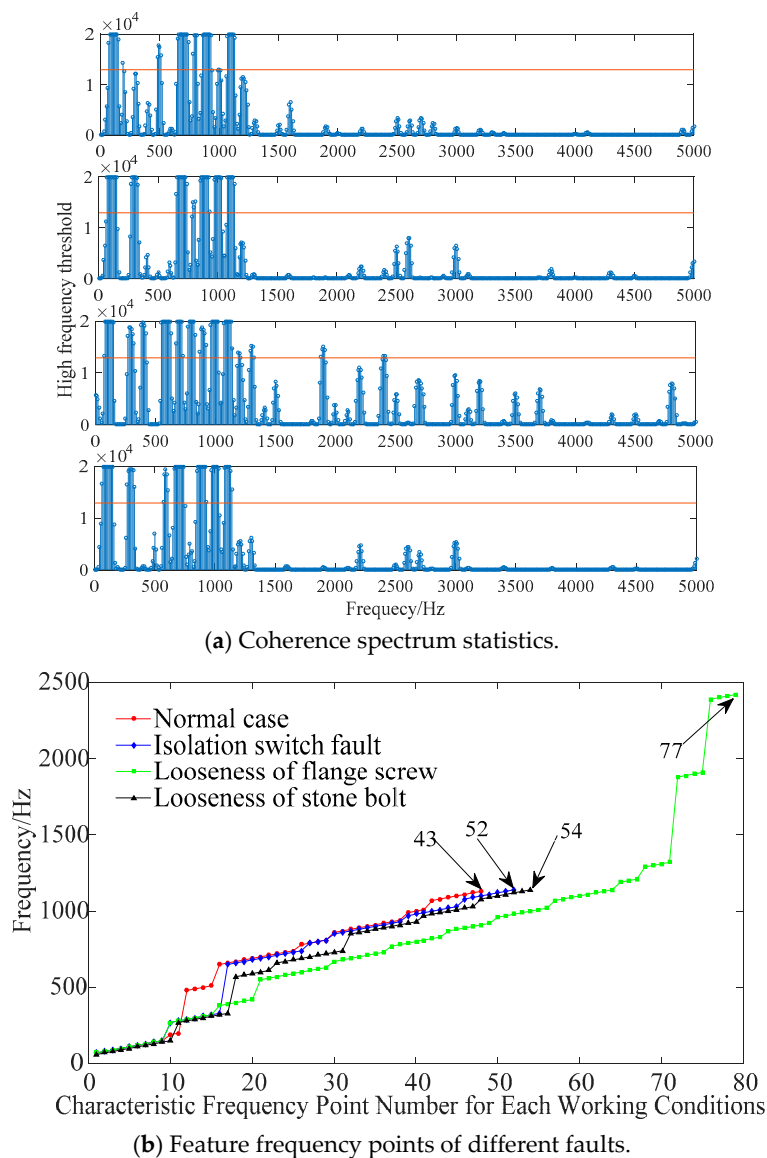 ×10⁴
2
1
0
0 500 1000 1500 2000 2500 3000 3500 4000 4500 5000
×10⁴
2
1
0
0 500 1000 1500 2000 2500 3000 3500 4000 4500 5000
High frequency threshold
×10⁴
2
1
0
0 500 1000 1500 2000 2500 3000 3500 4000 4500 5000
×10⁴
2
1
0
0 500 1000 1500 2000 2500 3000 3500 4000 4500 5000
Frequecy/Hz
(a) Coherence spectrum statistics.
2500
2000
1500
1000
500
0
Frequency/Hz
Normal case
Isolation switch fault
Looseness of flange screw
Looseness of stone bolt
77
43
52
54
0 10 20 30 40 50 60 70 80
Characteristic Frequency Point Number for Each Working Conditions
(b) Feature frequency points of different faults.